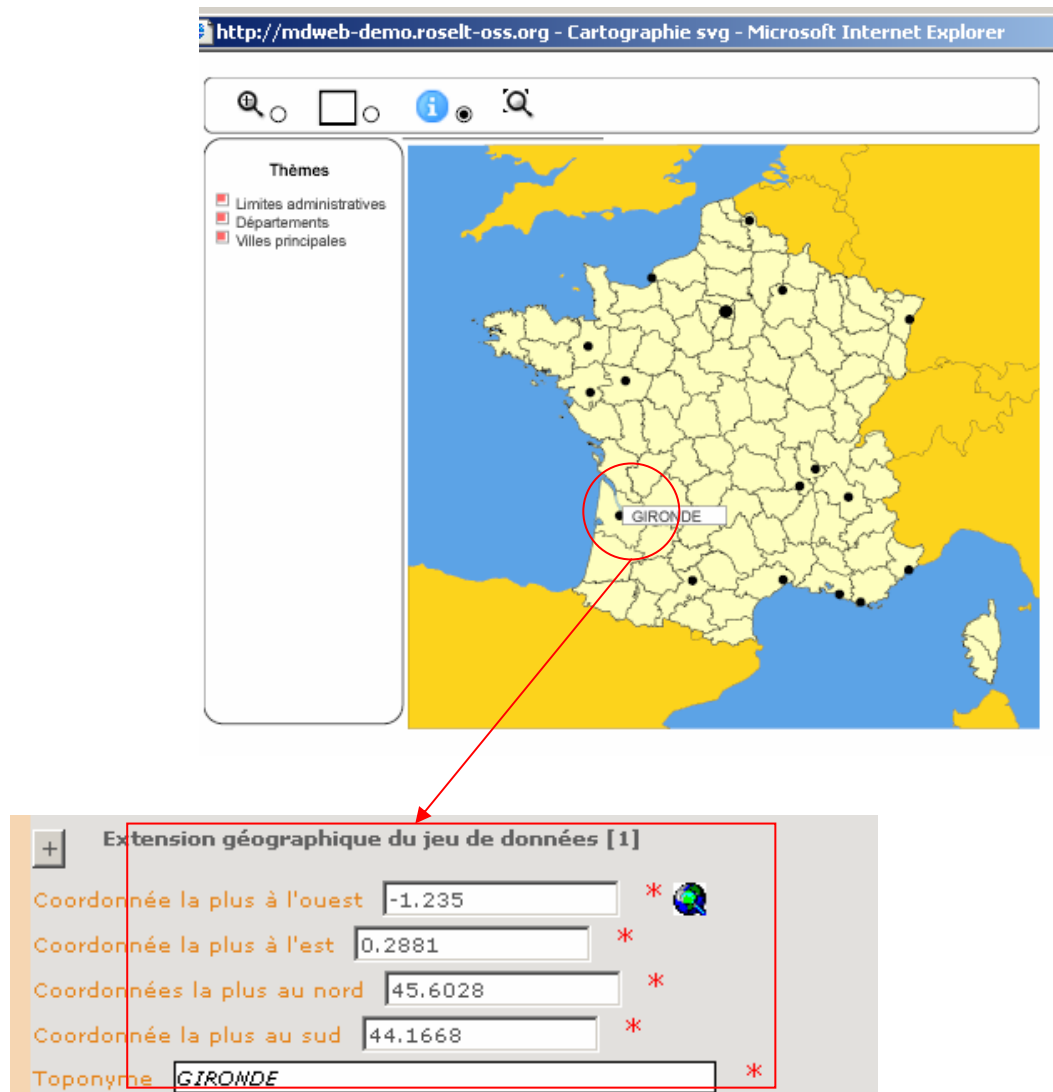 http://mdweb-demo.roselt-oss.org - Cartographie svg - Microsoft Internet Explorer
Thèmes
Limites administratives
Départements
Villes principales
GIRONDE
+ Extension géographique du jeu de données [1]
Coordonnée la plus à l'ouest -1.235 *
Coordonnée la plus à l'est 0.2881 *
Coordonnées la plus au nord 45.6028 *
Coordonnée la plus au sud 44.1668 *
Toponyme GIRONDE *